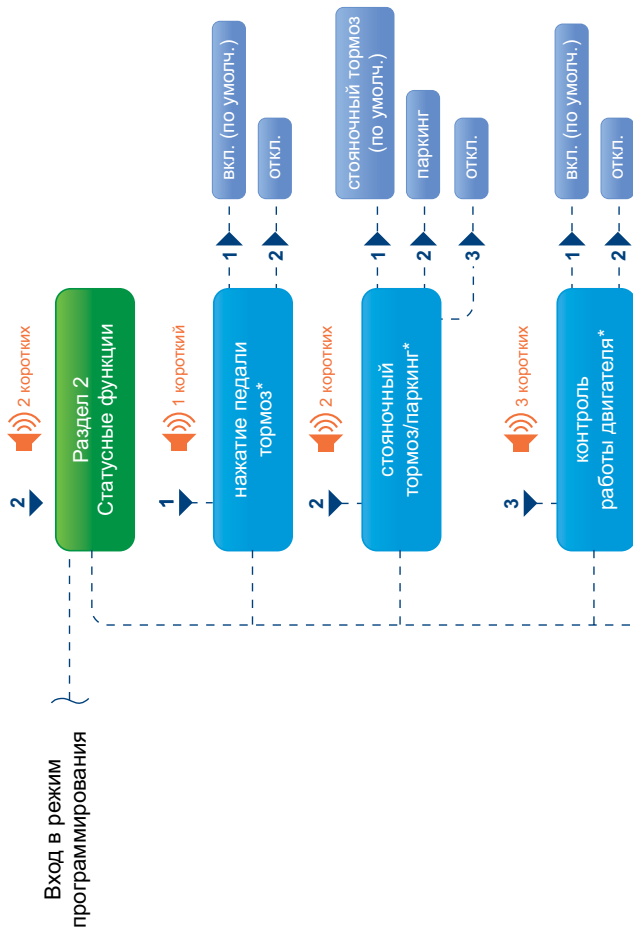 Вход в режим
программирования
2
2 коротких
Раздел 2
Статусные функции
1
1 короткий
нажатие педали
тормоз*
1
вкл. (по умолч.)
2
откл.
2
2 коротких
стояночный
тормоз/паркинг*
1
стояночный тормоз
(по умолч.)
2
паркинг
3
откл.
3
3 коротких
контроль
работы двигателя*
1
вкл. (по умолч.)
2
откл.